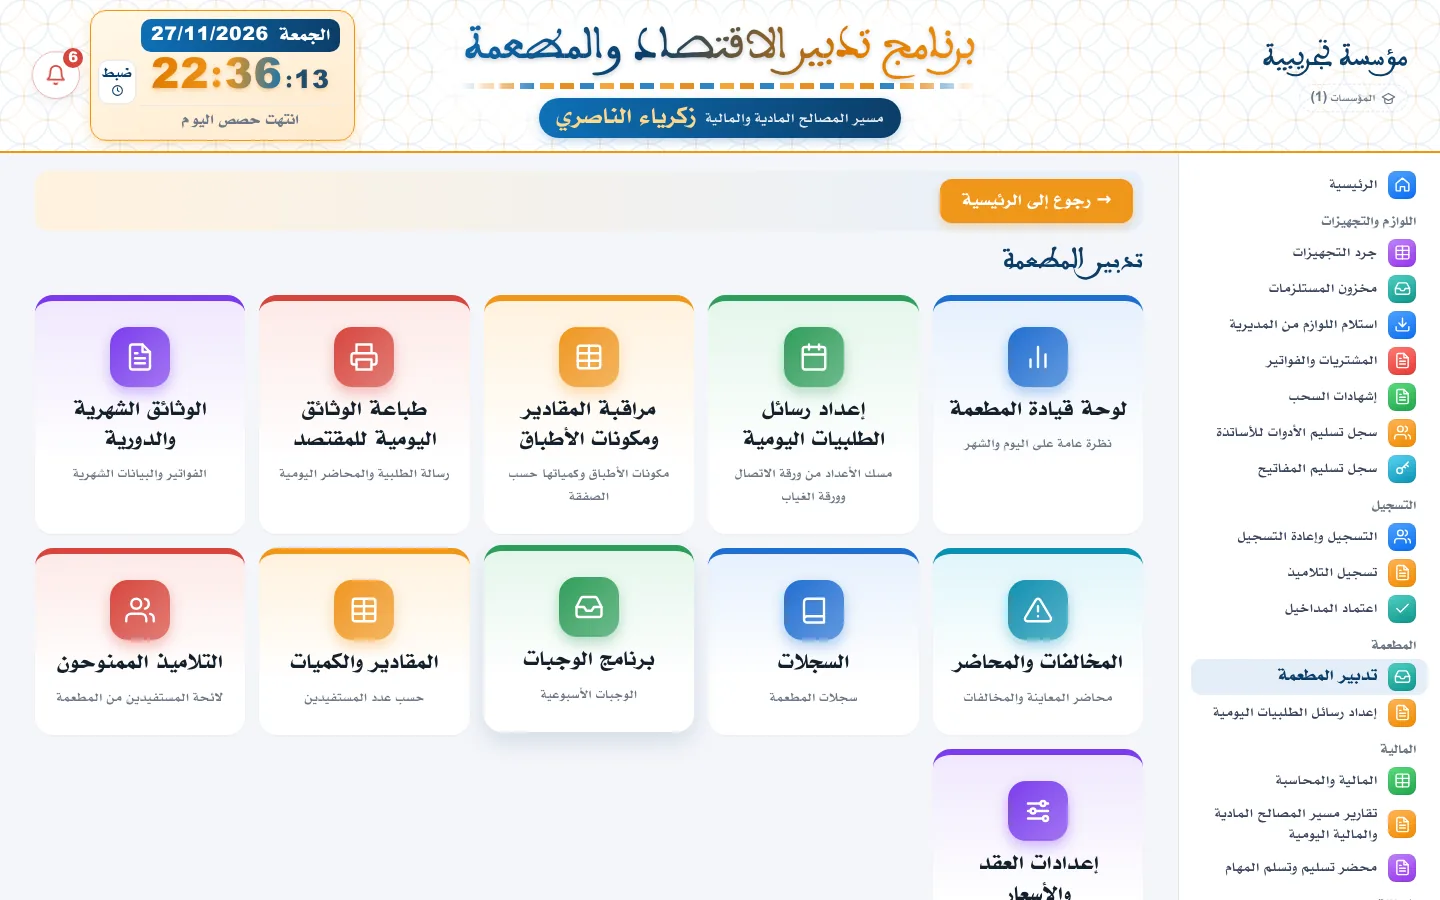 مؤسسة تجريبية
المؤسسات (1)
برنامج تدبير الاقتصاد والمطعمة
مسير المصالح المادية والمالية زكرياء الناصري
الجمعة 27/11/2026
22:36:13
ضبط
انتهت حصص اليوم
6
الرئيسية
اللوازم والتجهيزات
جرد التجهيزات
مخزون المستلزمات
استلام اللوازم من المديرية
المشتريات والفواتير
إشهادات السحب
سجل تسليم الأدوات للأساتذة
سجل تسليم المفاتيح
التسجيل
التسجيل وإعادة التسجيل
تسجيل التلاميذ
اعتماد المداخيل
المطعمة
تدبير المطعمة
إعداد رسائل الطلبيات اليومية
المالية
المالية والمحاسبة
تقارير مسير المصالح المادية
والمالية اليومية
محضر تسليم وتسلم المهام
→ رجوع إلى الرئيسية
تدبير المطعمة
لوحة قيادة المطعمة
نظرة عامة على اليوم والشهر
إعداد رسائل
الطلبيات اليومية
مسك الأعداد من ورقة الاتصال
وورقة الغياب
مراقبة المقادير
ومكونات الأطباق
مكونات الأطباق وكمياتها حسب
الصفقة
طباعة الوثائق
اليومية للمقتصد
رسالة الطلبية والمحاضر اليومية
الوثائق الشهرية
والدورية
الفواتير والبيانات الشهرية
المخالفات والمحاضر
محاضر المعاينة والمخالفات
السجلات
سجلات المطعمة
برنامج الوجبات
الوجبات الأسبوعية
المقادير والكميات
حسب عدد المستفيدين
التلاميذ الممنوحون
لائحة المستفيدين من المطعمة
إعدادات العقد
والأسعار